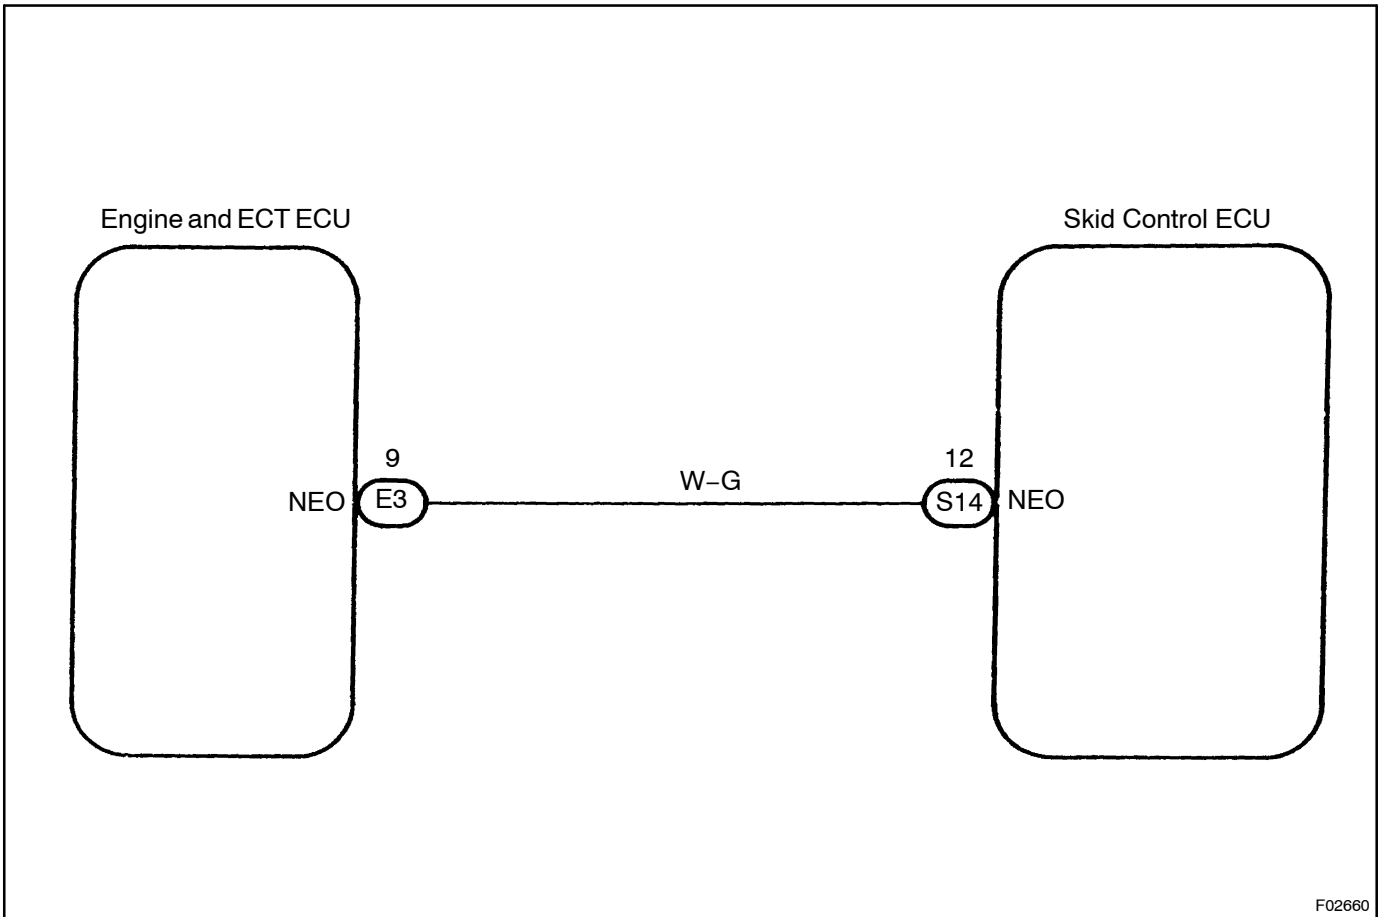 Engine and ECT ECU
Skid Control ECU
9
12
W–G
NEO
E3
S14
NEO
F02660